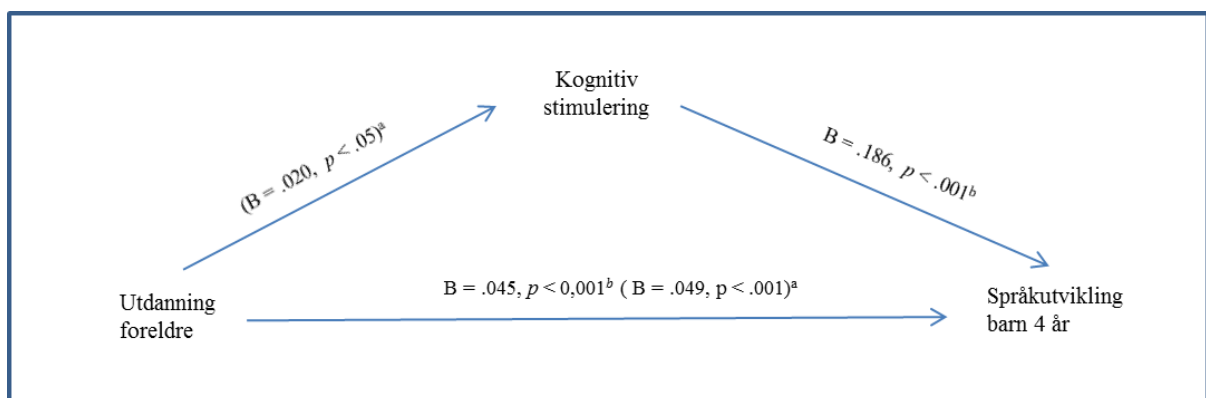 Kognitiv
stimulering
(B = .020, p < .05)ᵃ
B = .186, p < .001ᵇ
B = .045, p < 0,001ᵇ ( B = .049, p < .001)ᵃ
Utdanning
foreldre
Språkutvikling
barn 4 år